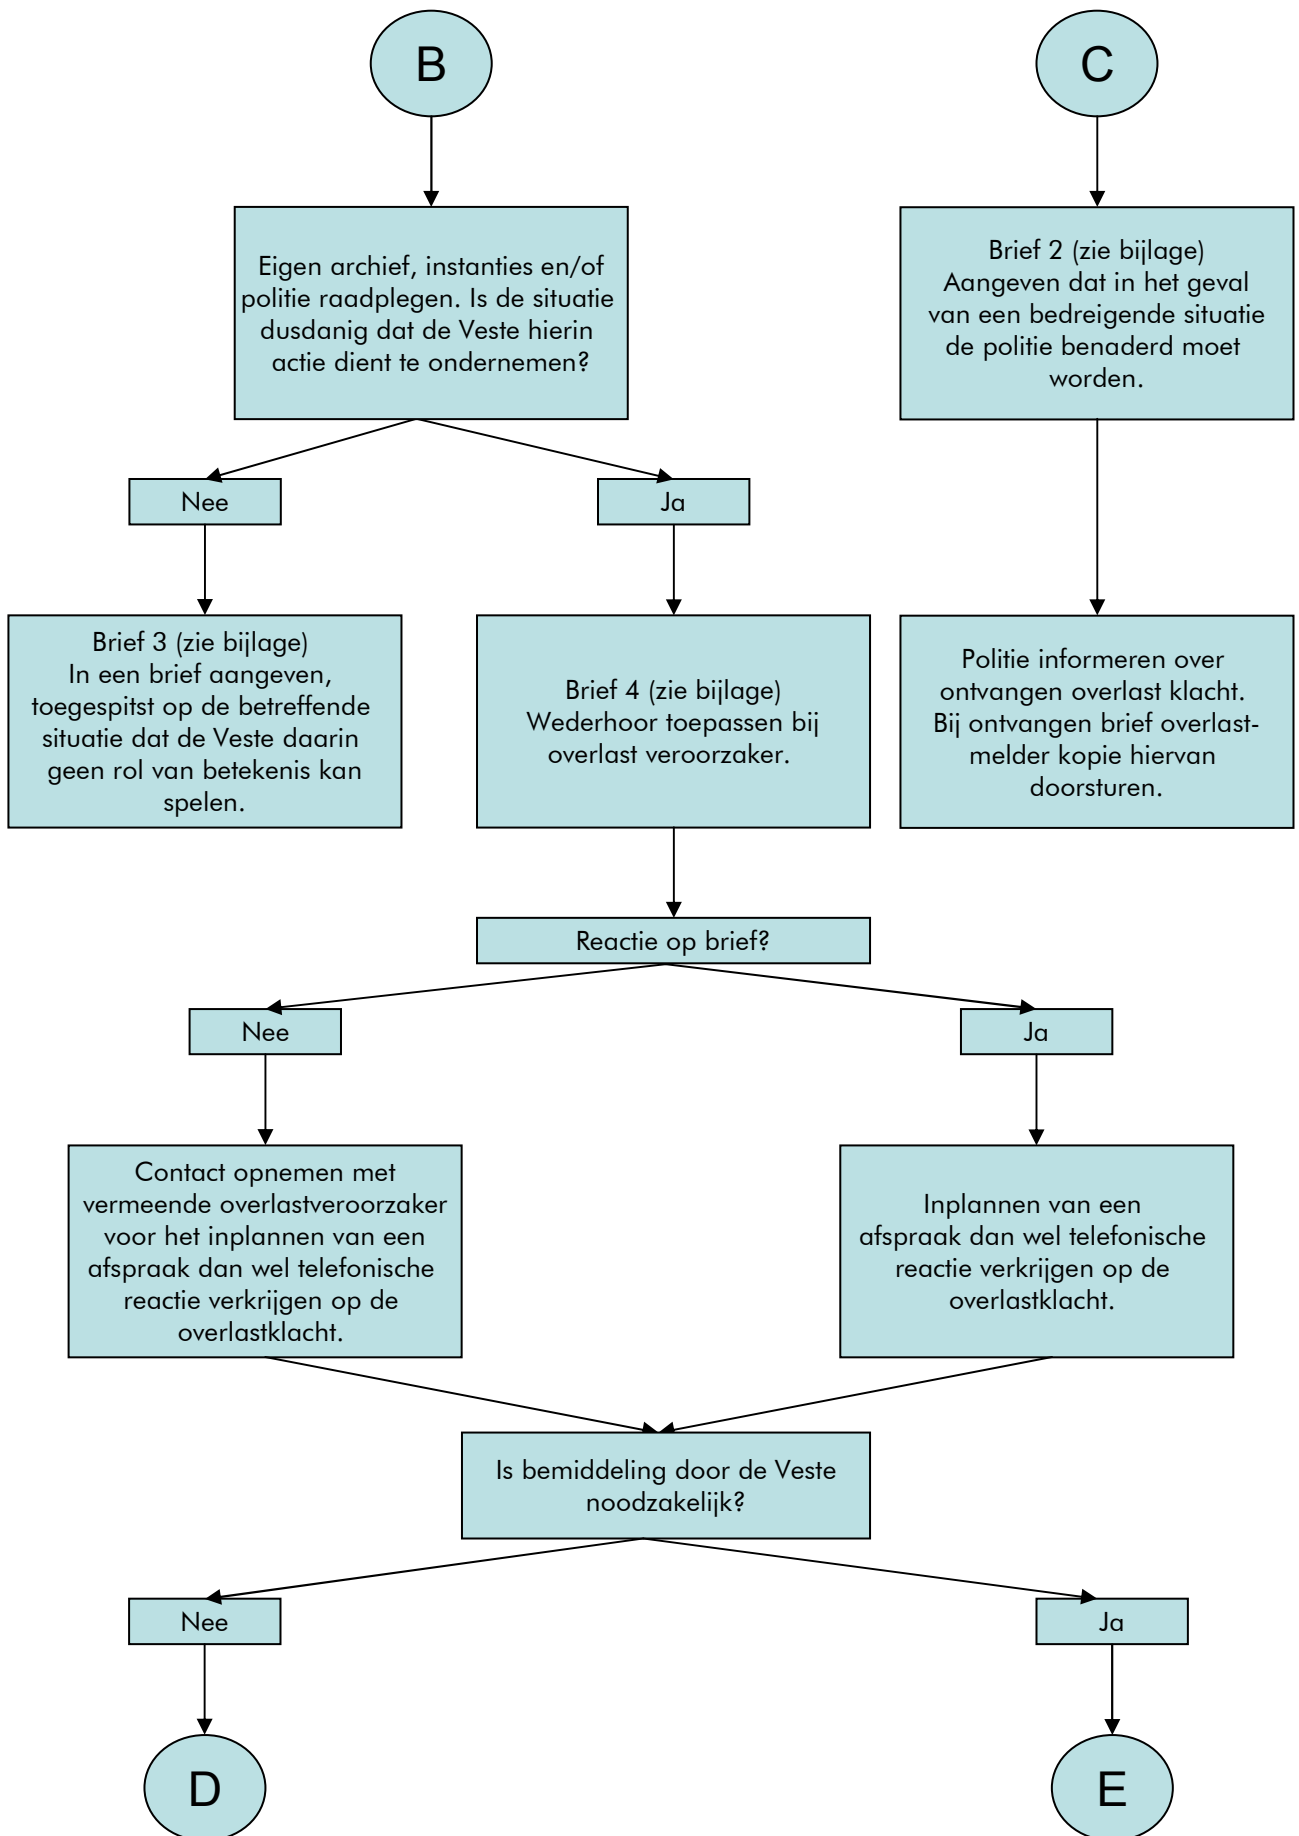 B
C
Eigen archief, instanties en/of
politie raadplegen. Is de situatie
dusdanig dat de Veste hierin
actie dient te ondernemen?
Brief 2 (zie bijlage)
Aangeven dat in het geval
van een bedreigende situatie
de politie benaderd moet
worden.
Nee
Ja
Brief 3 (zie bijlage)
In een brief aangeven,
toegespitst op de betreffende
situatie dat de Veste daarin
geen rol van betekenis kan
spelen.
Brief 4 (zie bijlage)
Wederhoor toepassen bij
overlast veroorzaker.
Politie informeren over
ontvangen overlast klacht.
Bij ontvangen brief overlast-
melder kopie hiervan
doorsturen.
Reactie op brief?
Nee
Ja
Contact opnemen met
vermeende overlastveroorzaker
voor het inplannen van een
afspraak dan wel telefonische
reactie verkrijgen op de
overlastklacht.
Inplannen van een
afspraak dan wel telefonische
reactie verkrijgen op de
overlastklacht.
Is bemiddeling door de Veste
noodzakelijk?
Nee
Ja
D
E